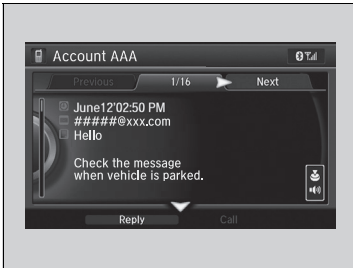 Account AAA
Previous 1/16 Next
June12'02:50 PM
#####@xxx.com
Hello
Check the message
when vehicle is parked.
Reply Call